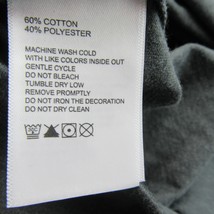 60% COTTON
40% POLYESTER
MACHINE WASH COLD
WITH LIKE COLORS INSIDE OUT
GENTLE CYCLE
DO NOT BLEACH
TUMBLE DRY LOW
REMOVE PROMPTLY
DO NOT IRON THE DECORATION
DO NOT DRY CLEAN